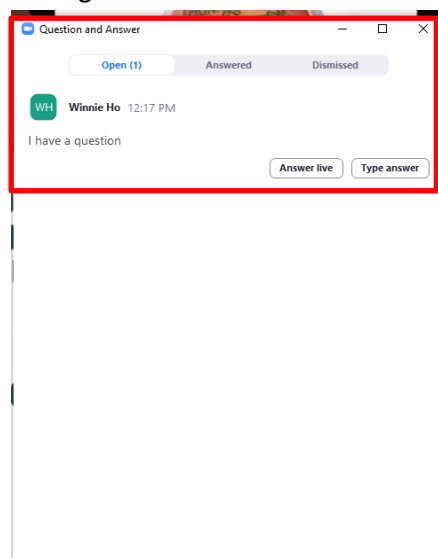 Question and Answer
Open (1) Answered Dismissed
WH Winnie Ho 12:17 PM
I have a question
Answer live Type answer